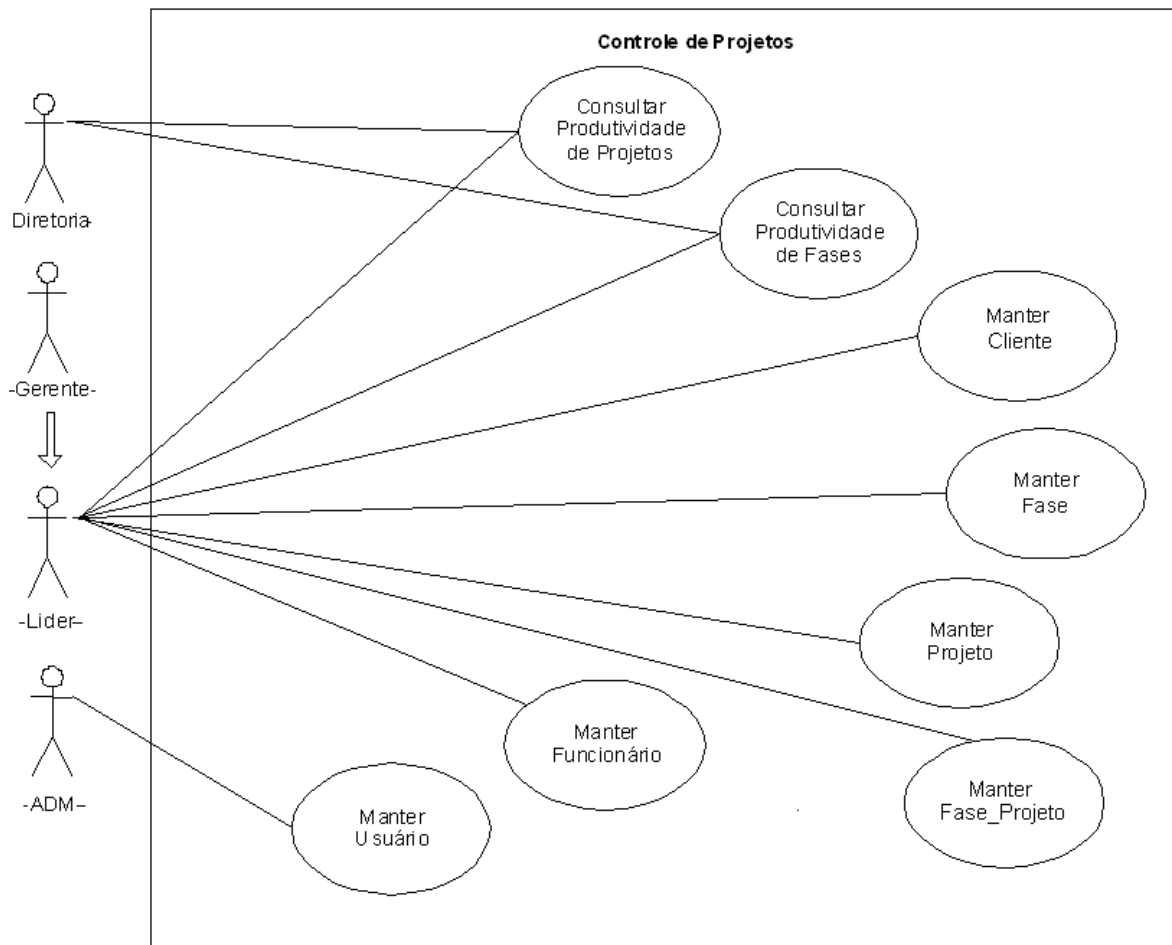 Controle de Projetos
Consultar
Produtividade
de Projetos
Diretoria-
Consultar
Produtividade
de Fases
-Gerente-
Manter
Cliente
Manter
Fase
-Lider-
Manter
Projeto
Manter
Funcionário
-ADM-
Manter
Fase_Projeto
Manter
Usuário